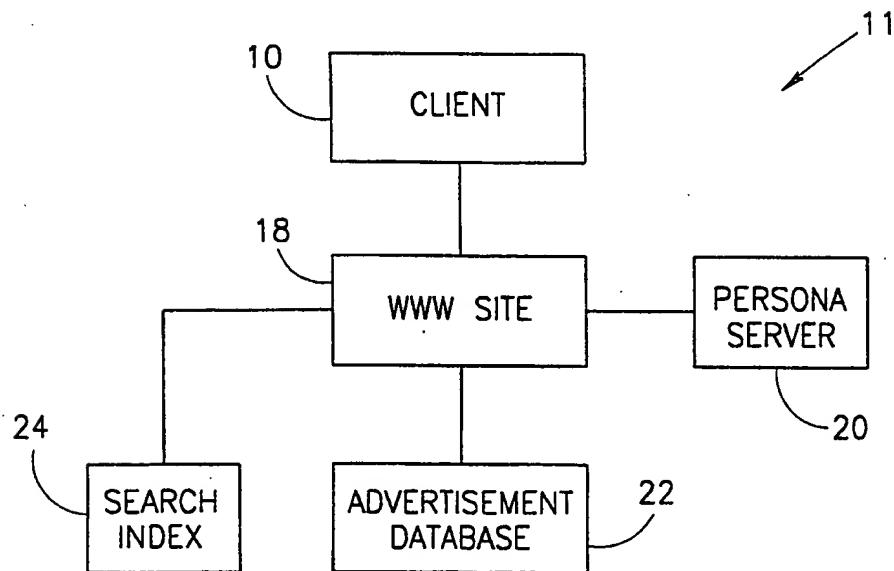 11
10
CLIENT
18
WWW SITE
PERSONA
SERVER
20
24
SEARCH
INDEX
ADVERTISEMENT
DATABASE
22